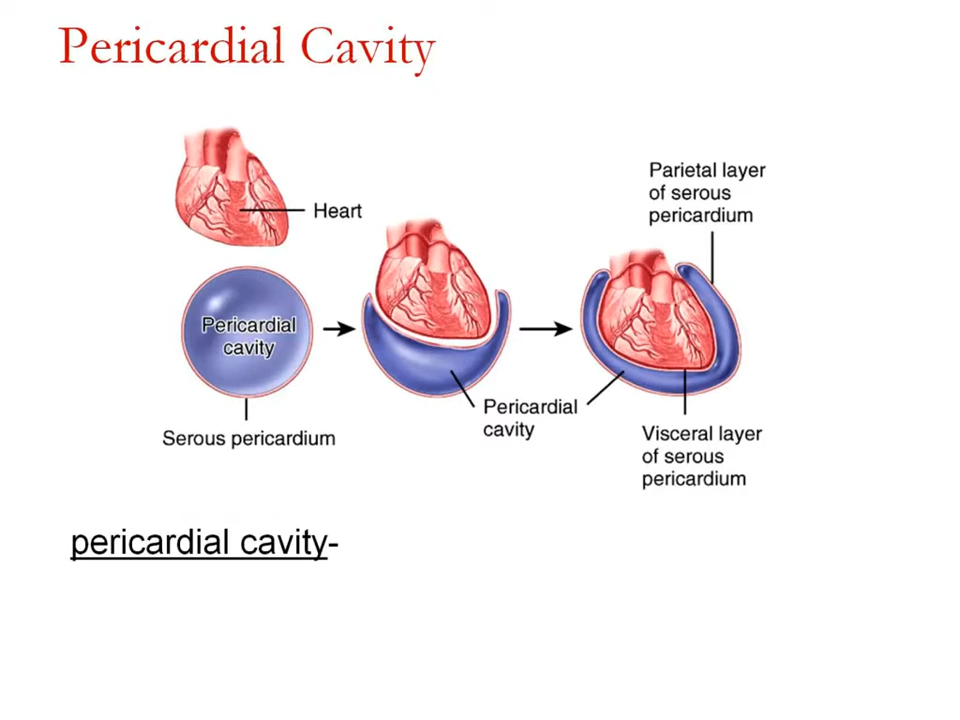 Pericardial Cavity
Heart
Pericardial
cavity
Serous pericardium
Pericardial
cavity
Parietal layer
of serous
pericardium
Visceral layer
of serous
pericardium
pericardial cavity-